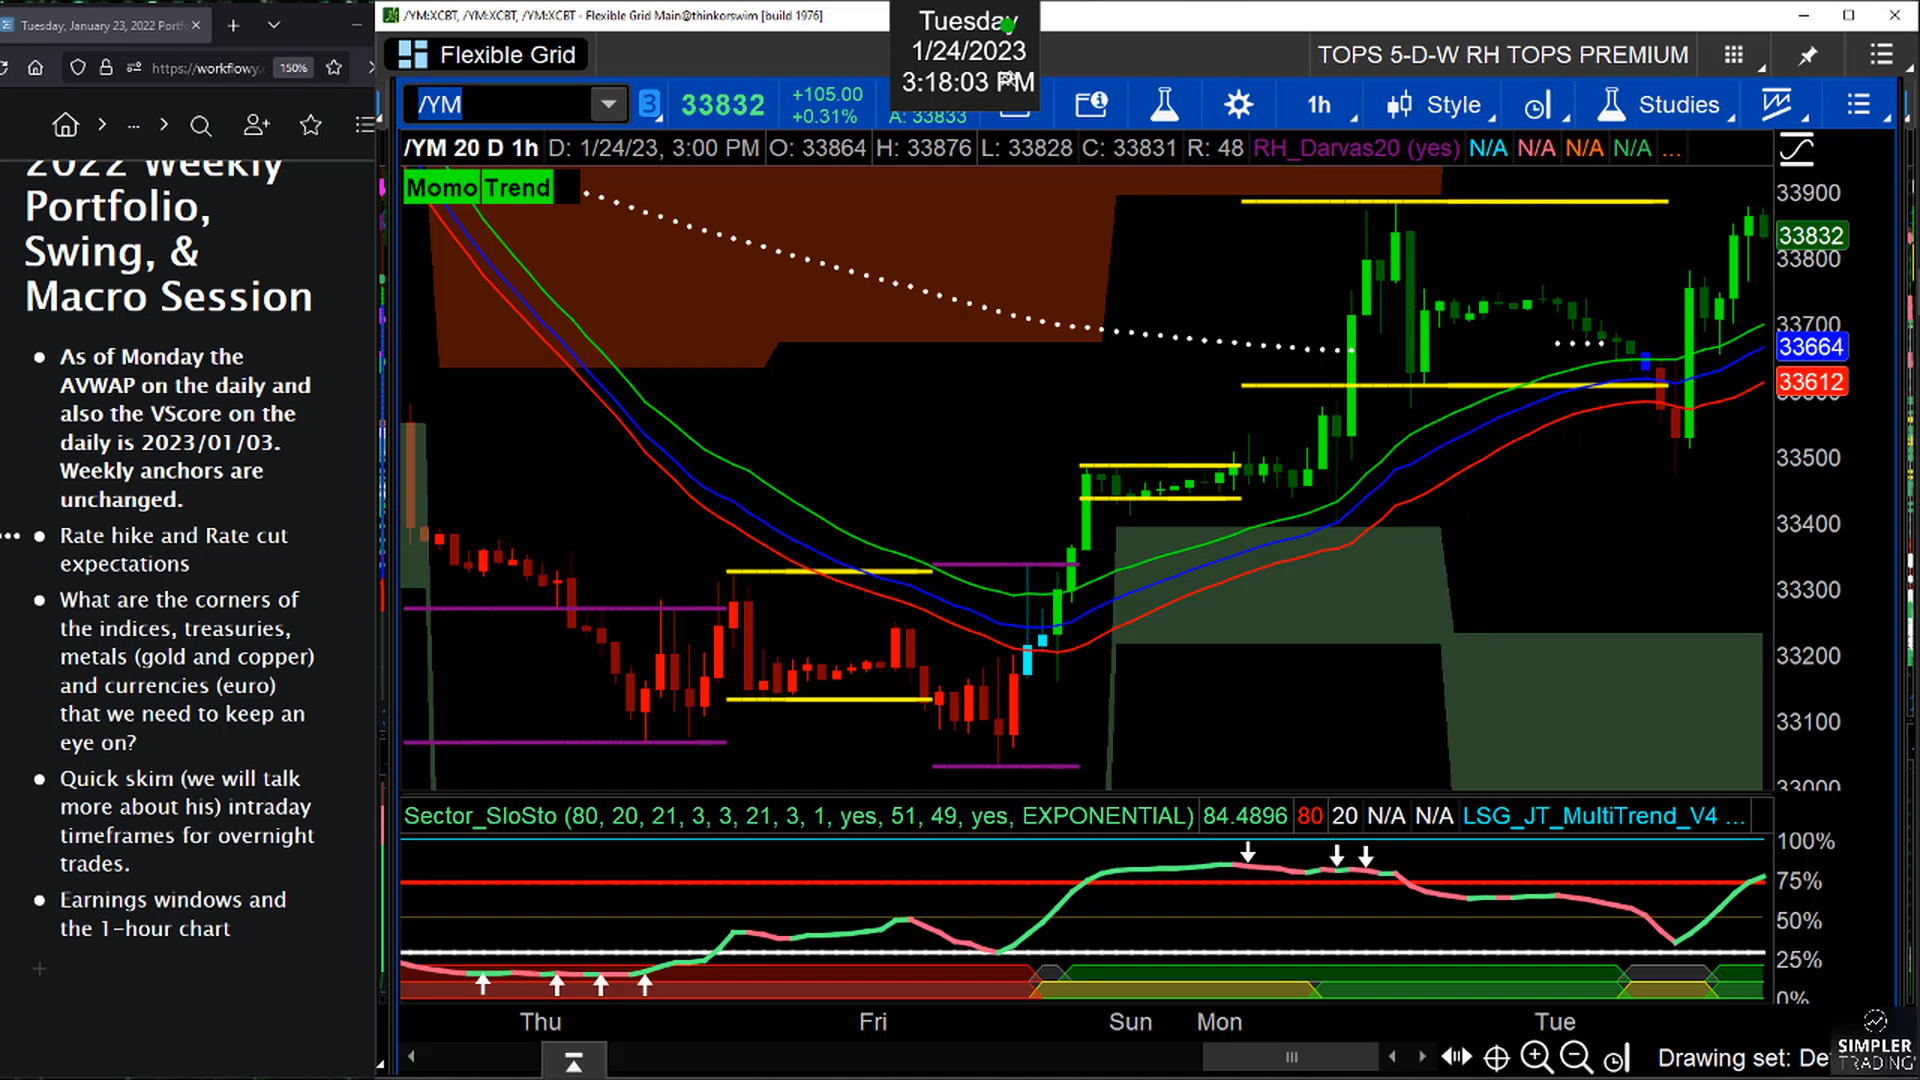 Tuesday, January 23, 2022 Portf
https://workflowy.
150%
...
2022 Weekly
Portfolio,
Swing, &
Macro Session
As of Monday the
AVWAP on the daily and
also the VScore on the
daily is 2023/01/03.
Weekly anchors are
unchanged.
Rate hike and Rate cut
expectations
What are the corners of
the indices, treasuries,
metals (gold and copper)
and currencies (euro)
that we need to keep an
eye on?
Quick skim (we will talk
more about his) intraday
timeframes for overnight
trades.
Earnings windows and
the 1-hour chart
/YM:XCBT, /YM:XCBT, /YM:XCBT - Flexible Grid Main@thinkorswim [build 1976]
Tuesday
1/24/2023
3:18:03 PM
Flexible Grid
TOPS 5-D-W RH TOPS PREMIUM
/YM
3
33832
+105.00
+0.31%
A: 33833
1h
Style
Studies
/YM 20 D 1h D: 1/24/23, 3:00 PM O: 33864 H: 33876 L: 33828 C: 33831 R: 48 RH_Darvas20 (yes) N/A N/A N/A N/A ...
Momo Trend
33900
33832
33800
33700
33664
33612
33500
33400
33300
33200
33100
33000
Sector_SloSto (80, 20, 21, 3, 3, 21, 3, 1, yes, 51, 49, yes, EXPONENTIAL) 84.4896 80 20 N/A N/A LSG_JT_MultiTrend_V4 ...
100%
75%
50%
25%
0%
Thu Fri Sun Mon Tue
Drawing set: De
SIMPLER
TRADING